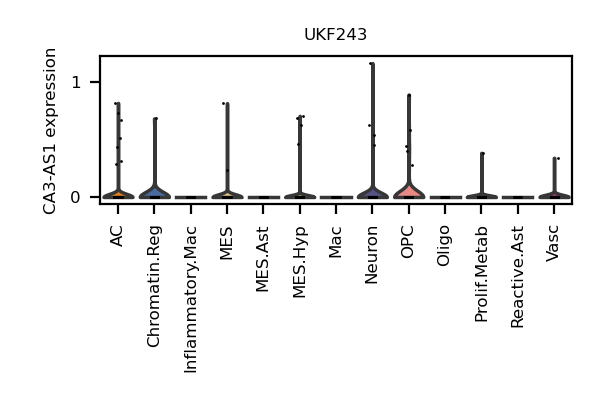 UKF243
CA3-AS1 expression
1
0
AC
Chromatin.Reg
Inflammatory.Mac
MES
MES.Ast
MES.Hyp
Mac
Neuron
OPC
Oligo
Prolif.Metab
Reactive.Ast
Vasc